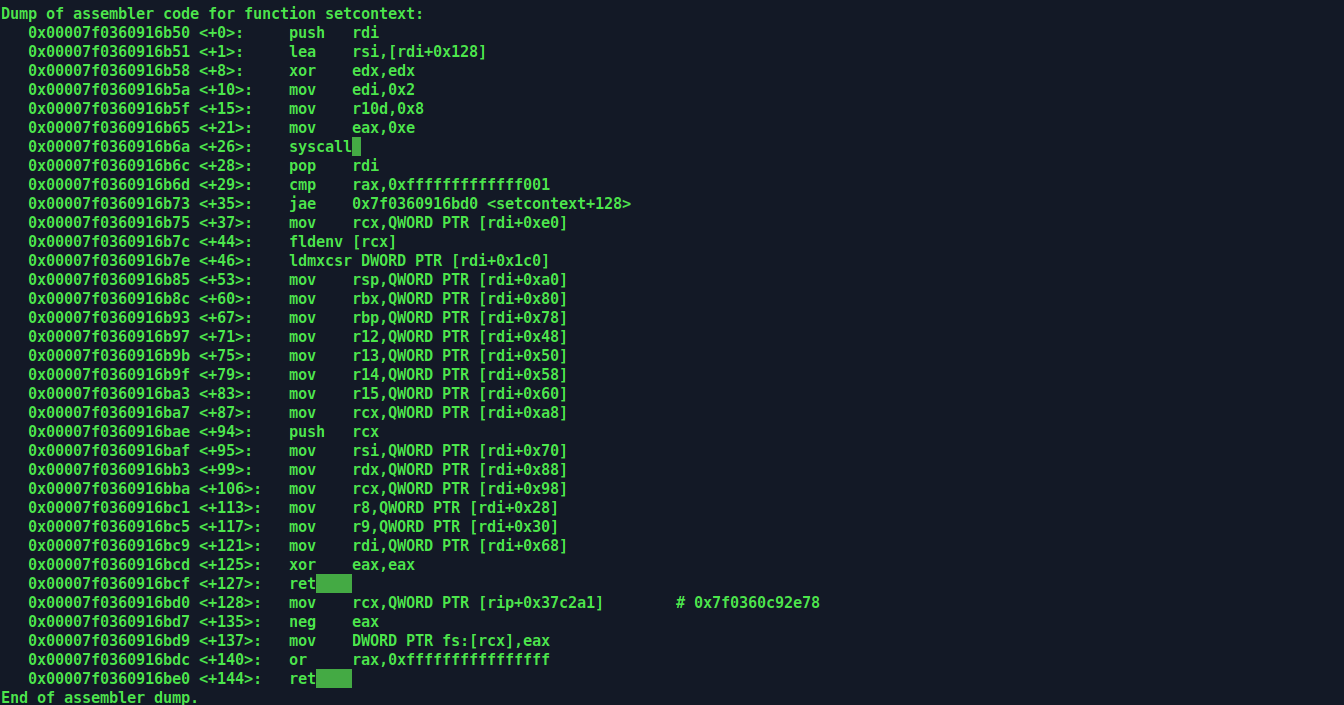 Dump of assembler code for function setcontext:
   0x00007f0360916b50 <+0>:     push   rdi
   0x00007f0360916b51 <+1>:     lea    rsi,[rdi+0x128]
   0x00007f0360916b58 <+8>:     xor    edx,edx
   0x00007f0360916b5a <+10>:    mov    edi,0x2
   0x00007f0360916b5f <+15>:    mov    r10d,0x8
   0x00007f0360916b65 <+21>:    mov    eax,0xe
   0x00007f0360916b6a <+26>:    syscall
   0x00007f0360916b6c <+28>:    pop    rdi
   0x00007f0360916b6d <+29>:    cmp    rax,0xfffffffffffff001
   0x00007f0360916b73 <+35>:    jae    0x7f0360916bd0 <setcontext+128>
   0x00007f0360916b75 <+37>:    mov    rcx,QWORD PTR [rdi+0xe0]
   0x00007f0360916b7c <+44>:    fldenv [rcx]
   0x00007f0360916b7e <+46>:    ldmxcsr DWORD PTR [rdi+0x1c0]
   0x00007f0360916b85 <+53>:    mov    rsp,QWORD PTR [rdi+0xa0]
   0x00007f0360916b8c <+60>:    mov    rbx,QWORD PTR [rdi+0x80]
   0x00007f0360916b93 <+67>:    mov    rbp,QWORD PTR [rdi+0x78]
   0x00007f0360916b97 <+71>:    mov    r12,QWORD PTR [rdi+0x48]
   0x00007f0360916b9b <+75>:    mov    r13,QWORD PTR [rdi+0x50]
   0x00007f0360916b9f <+79>:    mov    r14,QWORD PTR [rdi+0x58]
   0x00007f0360916ba3 <+83>:    mov    r15,QWORD PTR [rdi+0x60]
   0x00007f0360916ba7 <+87>:    mov    rcx,QWORD PTR [rdi+0xa8]
   0x00007f0360916bae <+94>:    push   rcx
   0x00007f0360916baf <+95>:    mov    rsi,QWORD PTR [rdi+0x70]
   0x00007f0360916bb3 <+99>:    mov    rdx,QWORD PTR [rdi+0x88]
   0x00007f0360916bba <+106>:   mov    rcx,QWORD PTR [rdi+0x98]
   0x00007f0360916bc1 <+113>:   mov    r8,QWORD PTR [rdi+0x28]
   0x00007f0360916bc5 <+117>:   mov    r9,QWORD PTR [rdi+0x30]
   0x00007f0360916bc9 <+121>:   mov    rdi,QWORD PTR [rdi+0x68]
   0x00007f0360916bcd <+125>:   xor    eax,eax
   0x00007f0360916bcf <+127>:   ret
   0x00007f0360916bd0 <+128>:   mov    rcx,QWORD PTR [rip+0x37c2a1]        # 0x7f0360c92e78
   0x00007f0360916bd7 <+135>:   neg    eax
   0x00007f0360916bd9 <+137>:   mov    DWORD PTR fs:[rcx],eax
   0x00007f0360916bdc <+140>:   or     rax,0xffffffffffffffff
   0x00007f0360916be0 <+144>:   ret
End of assembler dump.